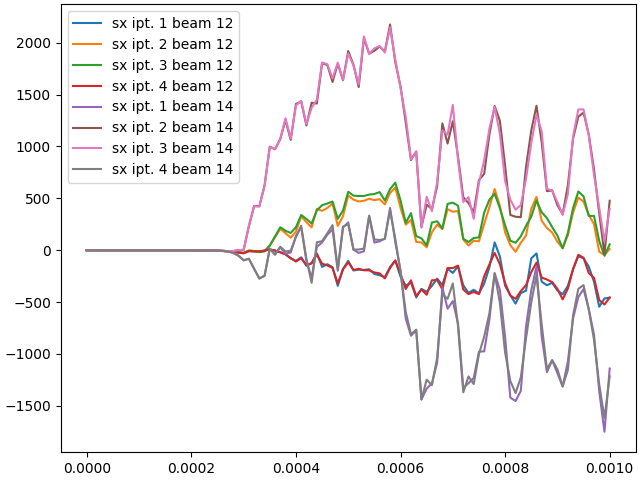 sx ipt. 1 beam 12
sx ipt. 2 beam 12
sx ipt. 3 beam 12
sx ipt. 4 beam 12
sx ipt. 1 beam 14
sx ipt. 2 beam 14
sx ipt. 3 beam 14
sx ipt. 4 beam 14
2000
1500
1000
500
0
−500
−1000
−1500
0.0000 0.0002 0.0004 0.0006 0.0008 0.0010